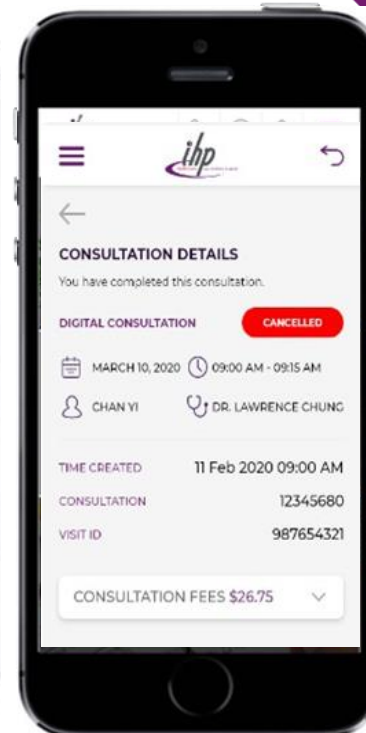 ihp
CONSULTATION DETAILS
You have completed this consultation.
DIGITAL CONSULTATION CANCELLED
MARCH 10, 2020 09:00 AM - 09:15 AM
CHAN YI DR. LAWRENCE CHUNG
TIME CREATED 11 Feb 2020 09:00 AM
CONSULTATION 12345680
VISIT ID 987654321
CONSULTATION FEES $26.75